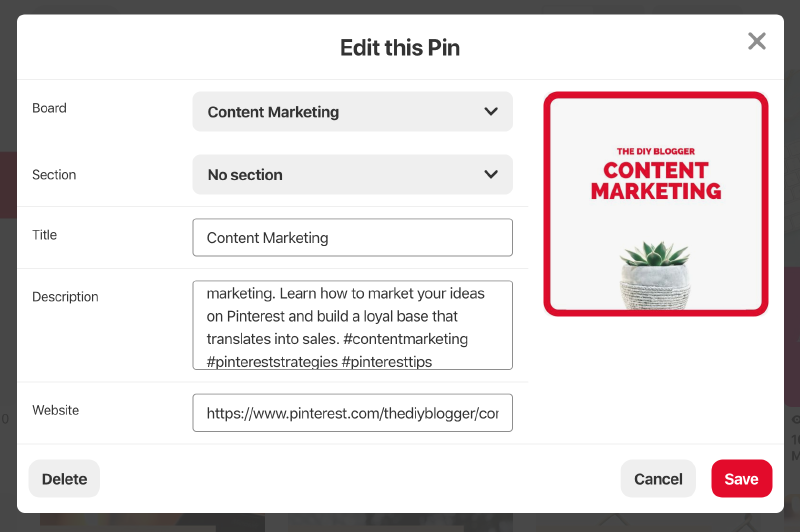 Edit this Pin
Board
Content Marketing
Section
No section
THE DIY BLOGGER
CONTENT
MARKETING
Title
Content Marketing
Description
marketing. Learn how to market your ideas
on Pinterest and build a loyal base that
translates into sales. #contentmarketing
#pintereststrategies #pinteresttips
Website
https://www.pinterest.com/thediyblogger/cor
Delete
Cancel
Save